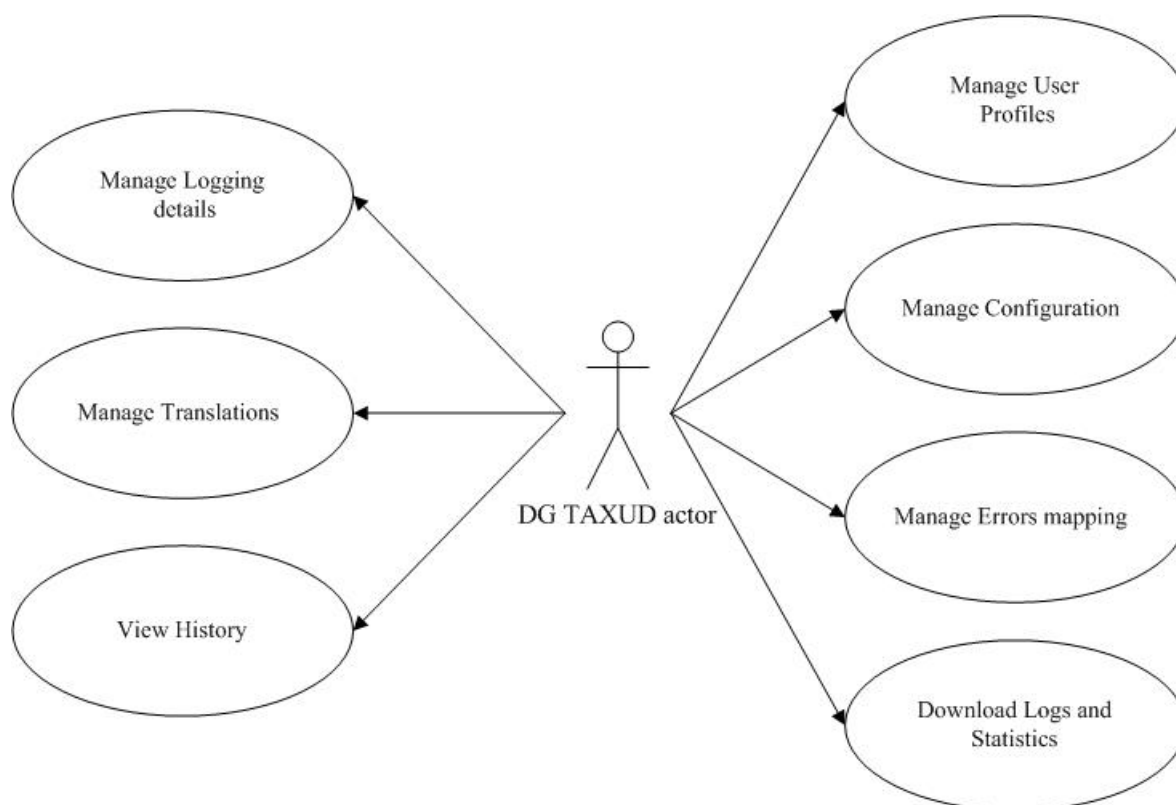 Manage Logging
details
Manage Translations
View History
DG TAXUD actor
Manage User
Profiles
Manage Configuration
Manage Errors mapping
Download Logs and
Statistics